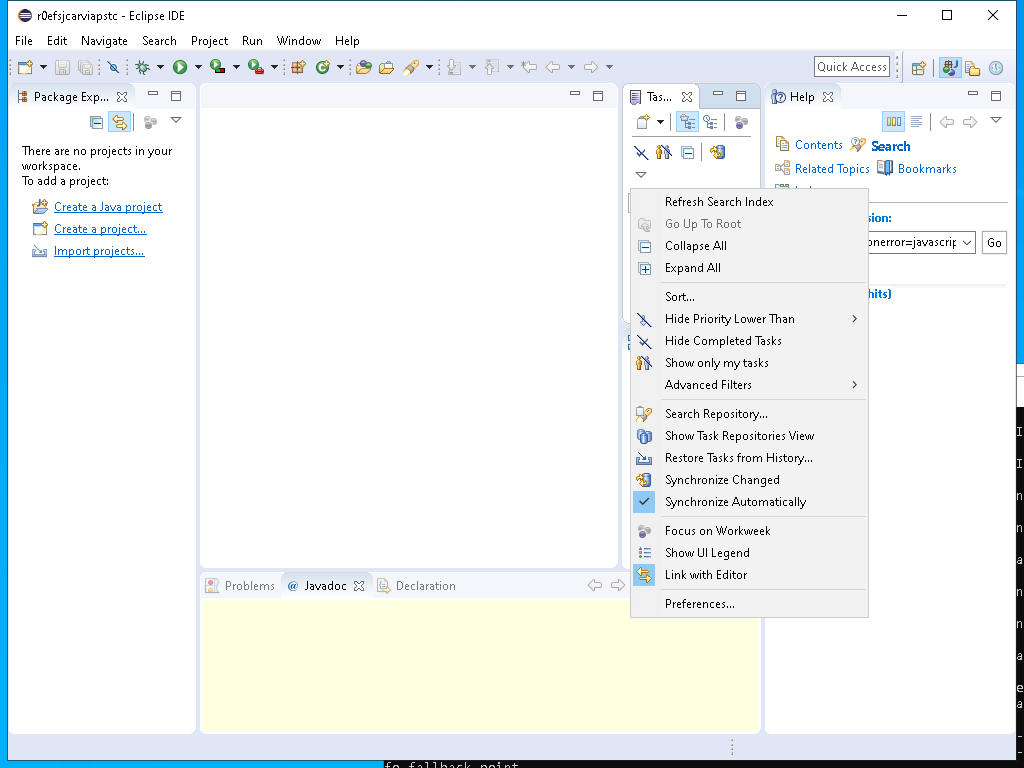 r0efsjcarviapstc - Eclipse IDE
File Edit Navigate Search Project Run Window Help
Quick Access
Package Exp...
Tas...
Help
There are no projects in your
workspace.
To add a project:
Create a Java project
Create a project...
Import projects...
Contents
Search
Related Topics
Bookmarks
Refresh Search Index
Go Up To Root
Collapse All
Expand All
Sort...
Hide Priority Lower Than
Hide Completed Tasks
Show only my tasks
Advanced Filters
Search Repository...
Show Task Repositories View
Restore Tasks from History...
Synchronize Changed
Synchronize Automatically
Focus on Workweek
Show UI Legend
Link with Editor
Preferences...
sion:
onerror=javascrip
Go
hits)
Problems
@ Javadoc
Declaration
fo fallback point